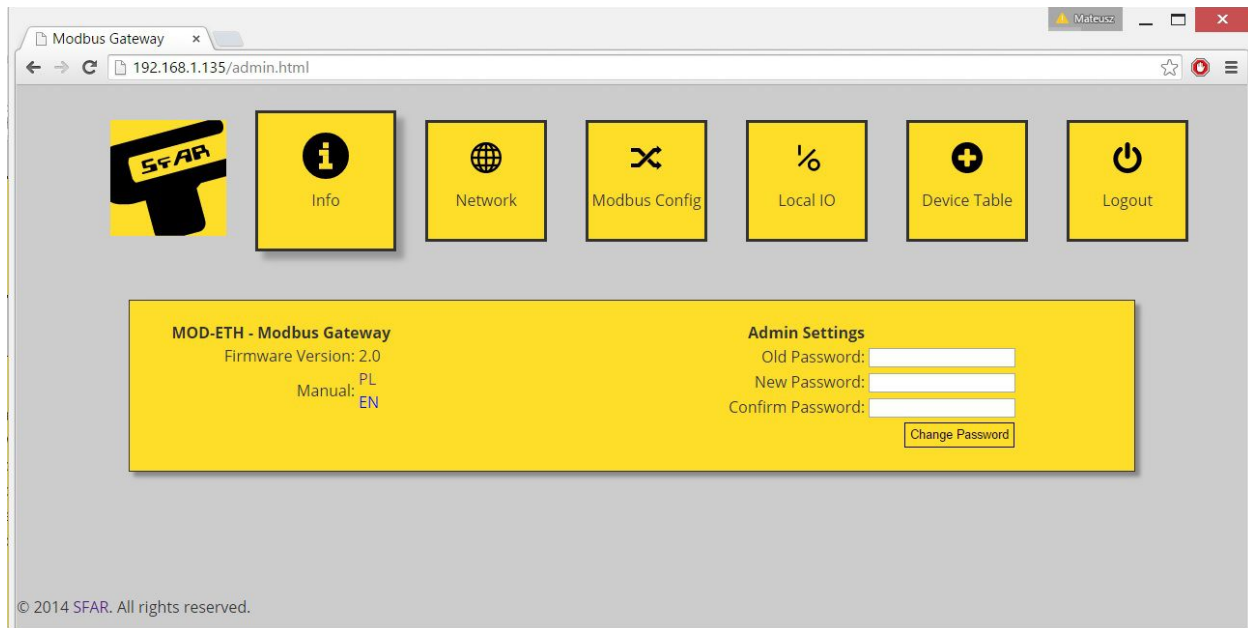 Mateusz
Modbus Gateway
192.168.1.135/admin.html
SFAR
Info
Network
Modbus Config
Local IO
Device Table
Logout
MOD-ETH - Modbus Gateway
Firmware Version: 2.0
Manual: PL
EN
Admin Settings
Old Password:
New Password:
Confirm Password:
Change Password
© 2014 SFAR. All rights reserved.